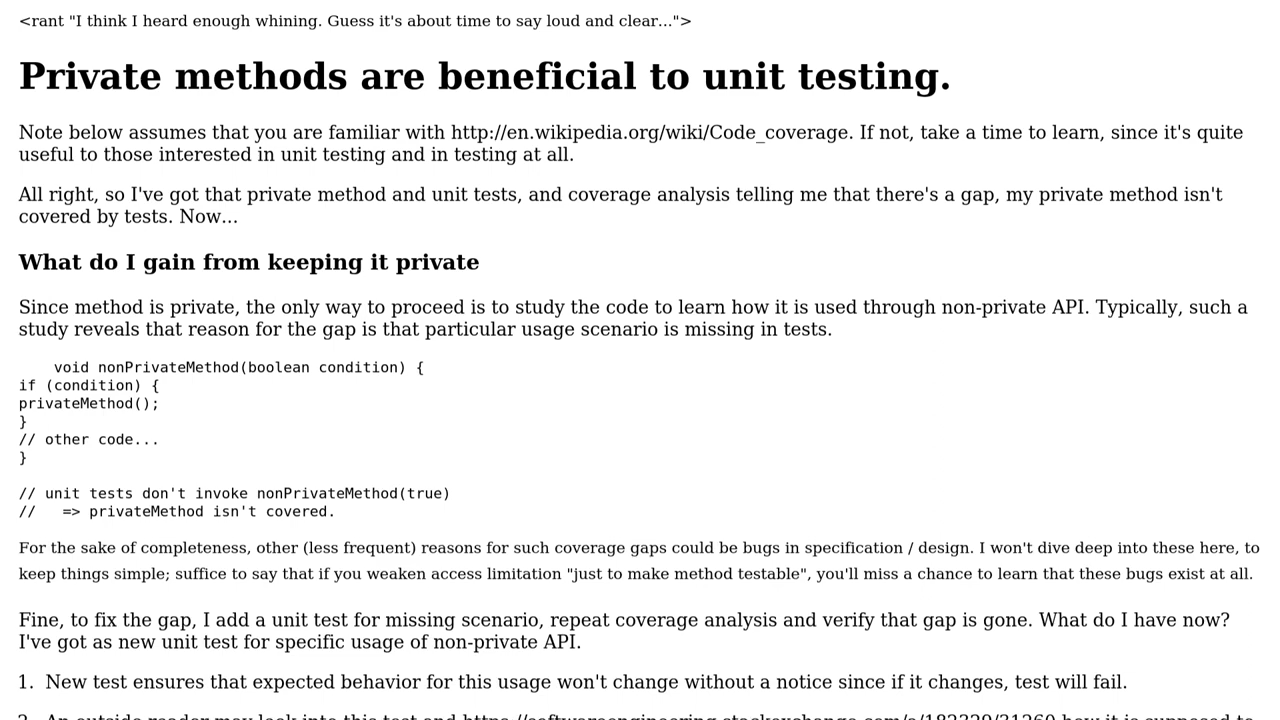 <rant "I think I heard enough whining. Guess it's about time to say loud and clear...">
Private methods are beneficial to unit testing.
Note below assumes that you are familiar with http://en.wikipedia.org/wiki/Code_coverage. If not, take a time to learn, since it's quite
useful to those interested in unit testing and in testing at all.
All right, so I've got that private method and unit tests, and coverage analysis telling me that there's a gap, my private method isn't
covered by tests. Now...
What do I gain from keeping it private
Since method is private, the only way to proceed is to study the code to learn how it is used through non-private API. Typically, such a
study reveals that reason for the gap is that particular usage scenario is missing in tests.
void nonPrivateMethod(boolean condition) {
if (condition) {
privateMethod();
}
// other code...
}
// unit tests don't invoke nonPrivateMethod(true)
//   => privateMethod isn't covered.
For the sake of completeness, other (less frequent) reasons for such coverage gaps could be bugs in specification / design. I won't dive deep into these here, to
keep things simple; suffice to say that if you weaken access limitation "just to make method testable", you'll miss a chance to learn that these bugs exist at all.
Fine, to fix the gap, I add a unit test for missing scenario, repeat coverage analysis and verify that gap is gone. What do I have now?
I've got as new unit test for specific usage of non-private API.
1. New test ensures that expected behavior for this usage won't change without a notice since if it changes, test will fail.